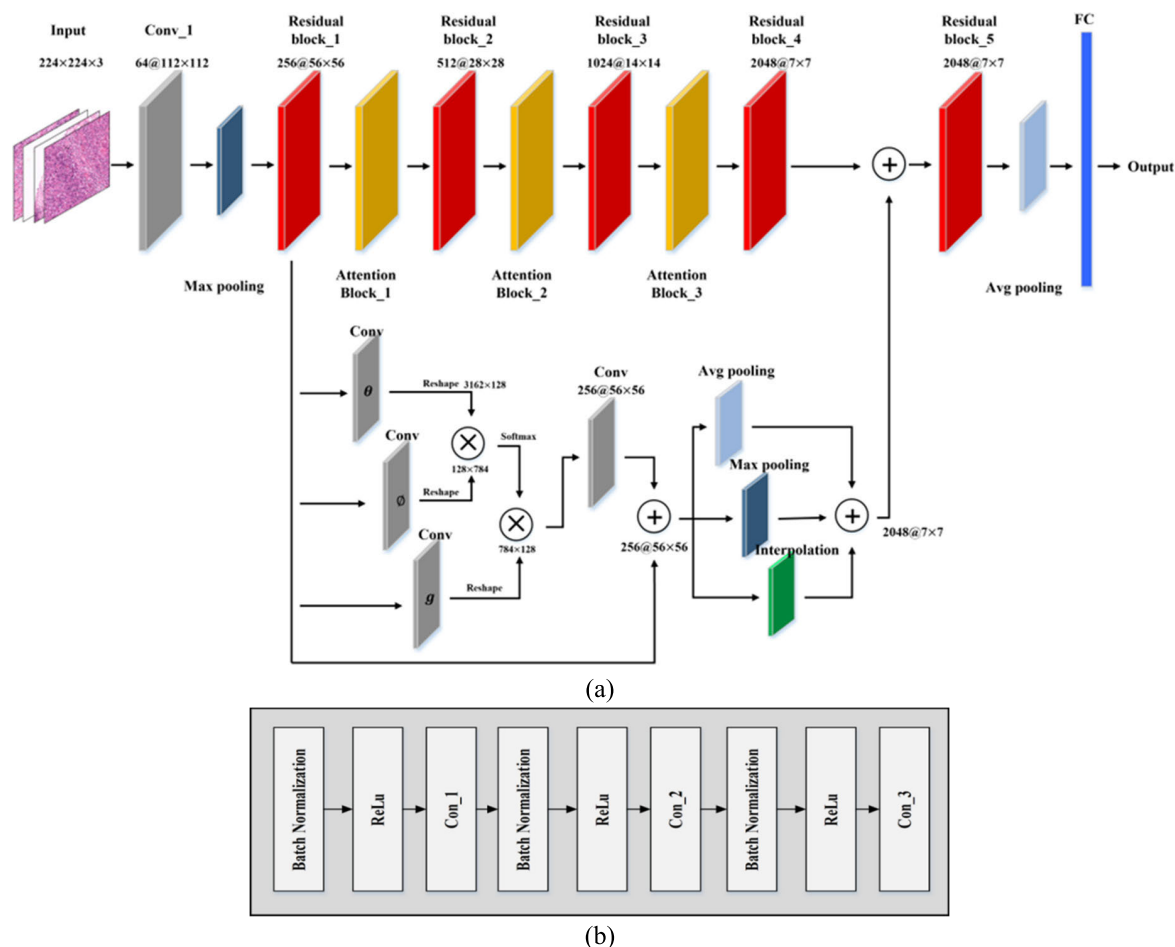 Input
224×224×3
Conv_1
64@112×112
Max pooling
Residual
block_1
256@56×56
Attention
Block_1
Residual
block_2
512@28×28
Attention
Block_2
Residual
block_3
1024@14×14
Attention
Block_3
Residual
block_4
2048@7×7
Residual
block_5
2048@7×7
Avg pooling
FC
Output
Conv
θ
Reshape 3162×128
Conv
∅
Reshape
128×784
Softmax
Conv
g
Reshape
784×128
Conv
256@56×56
256@56×56
Avg pooling
Max pooling
Interpolation
2048@7×7
(a)
Batch Normalization
ReLu
Con_1
Batch Normalization
ReLu
Con_2
Batch Normalization
ReLu
Con_3
(b)